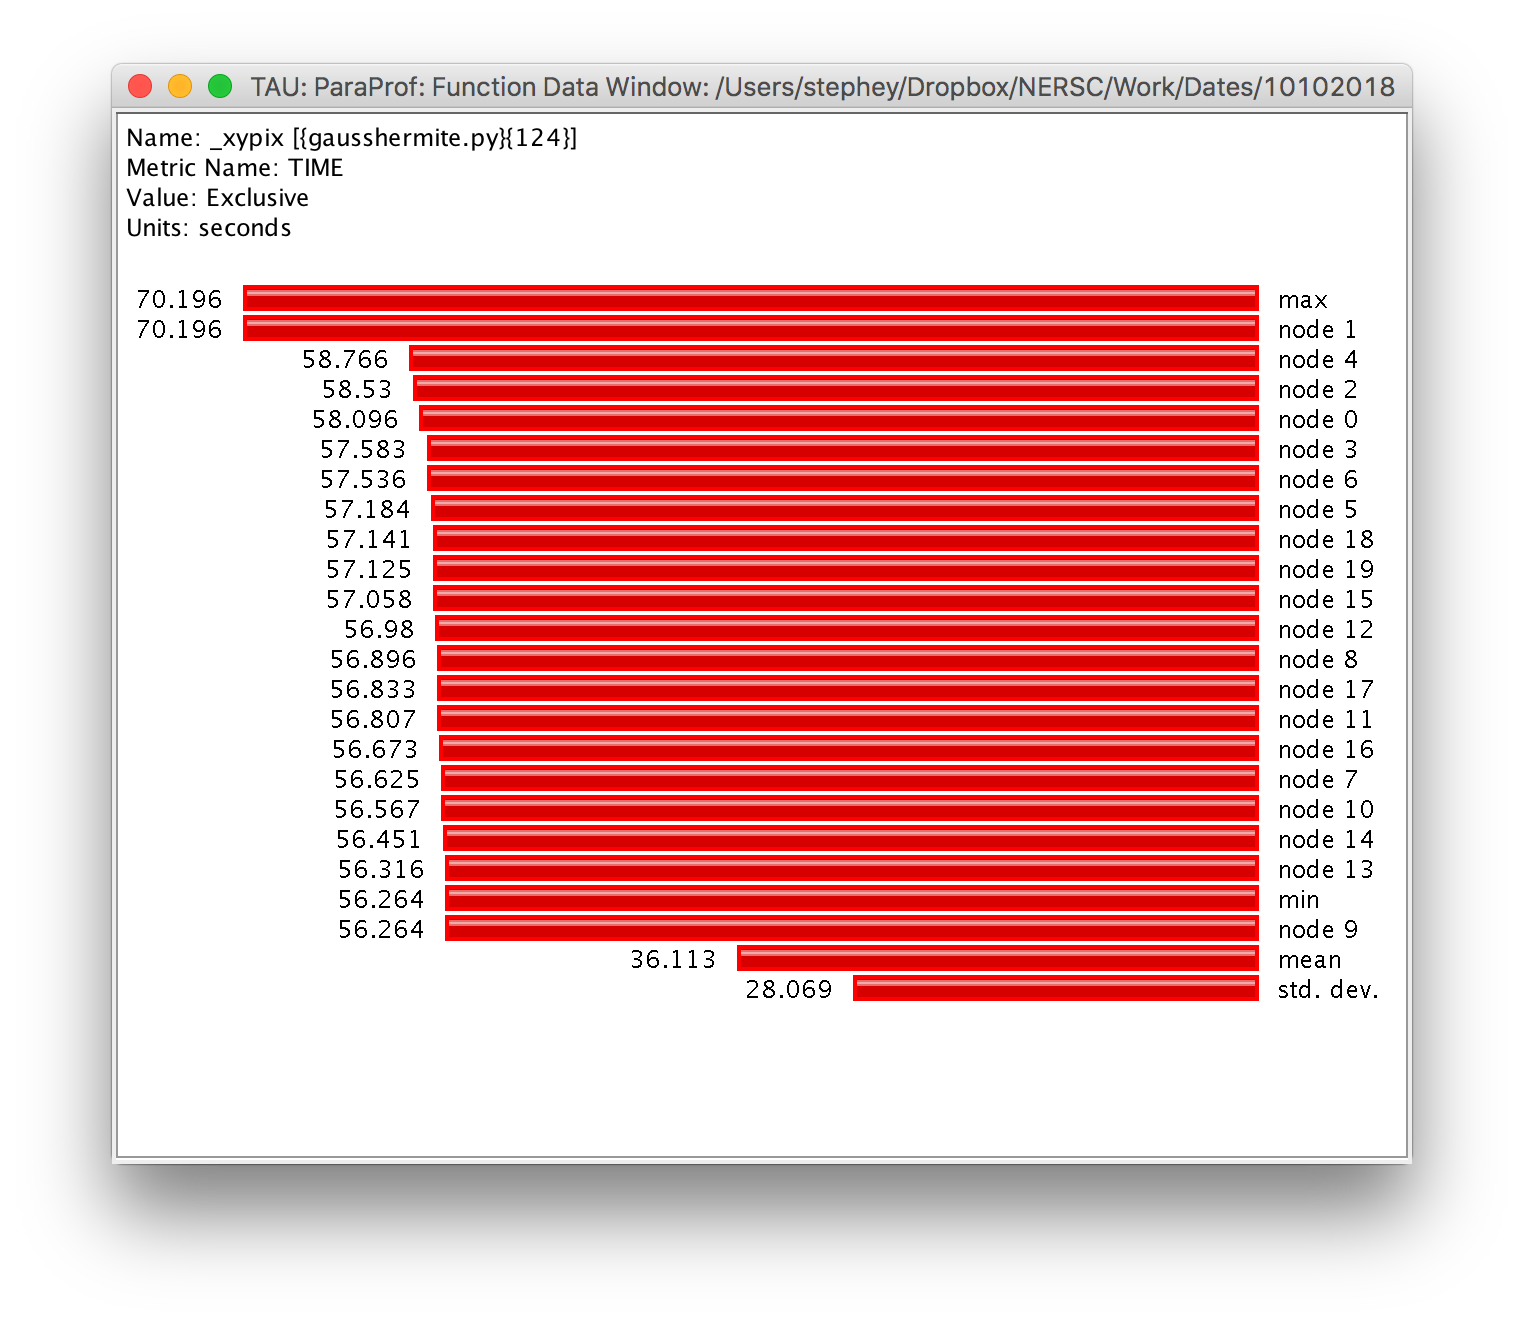 TAU: ParaProf: Function Data Window: /Users/stephey/Dropbox/NERSC/Work/Dates/10102018
Name: _xypix [{gausshermite.py}{124}]
Metric Name: TIME
Value: Exclusive
Units: seconds
70.196 max
70.196 node 1
58.766 node 4
58.53 node 2
58.096 node 0
57.583 node 3
57.536 node 6
57.184 node 5
57.141 node 18
57.125 node 19
57.058 node 15
56.98 node 12
56.896 node 8
56.833 node 17
56.807 node 11
56.673 node 16
56.625 node 7
56.567 node 10
56.451 node 14
56.316 node 13
56.264 min
56.264 node 9
36.113 mean
28.069 std. dev.